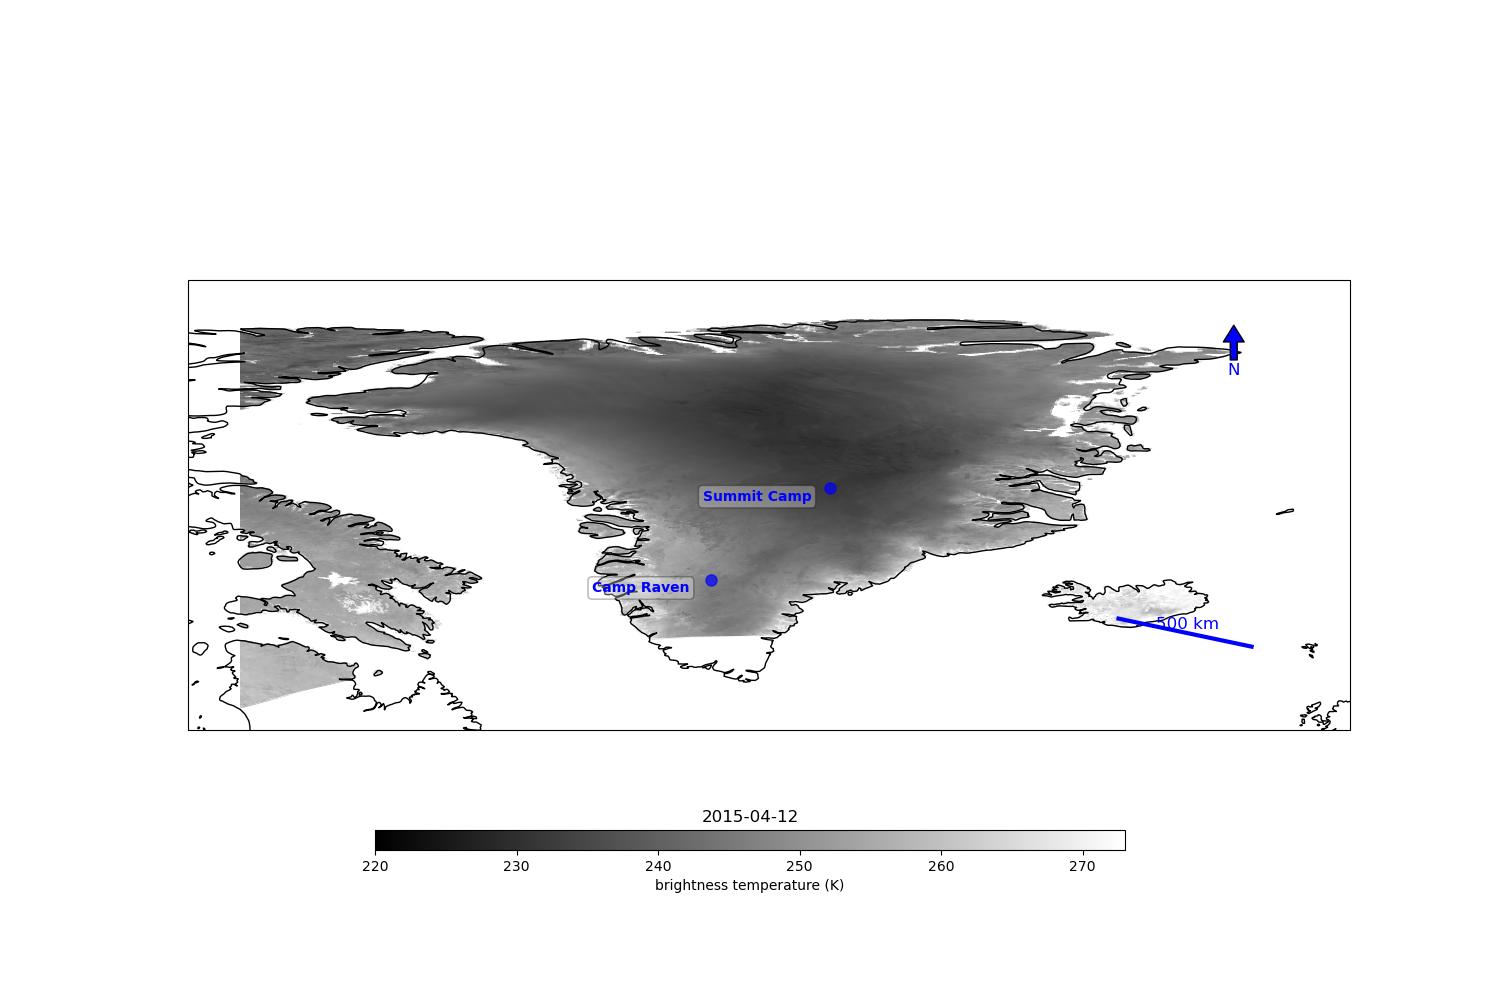 N
Summit Camp
Camp Raven
500 km
2015-04-12
220 230 240 250 260 270
brightness temperature (K)